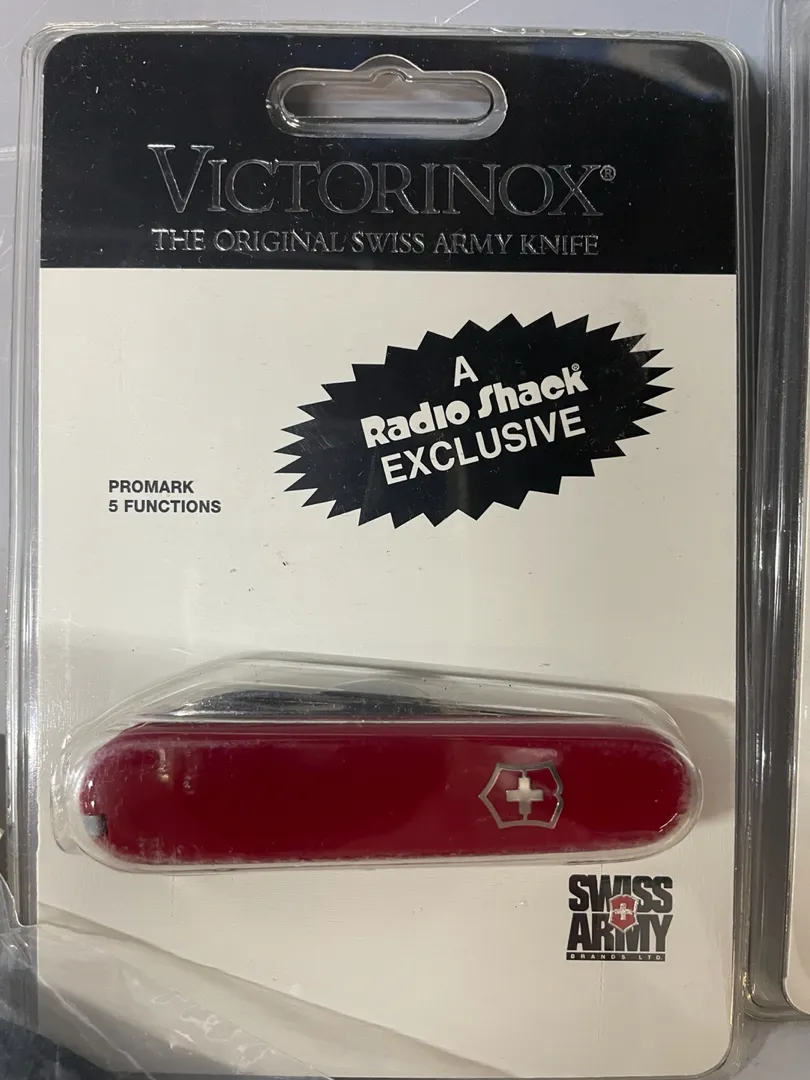 VICTORINOX®
THE ORIGINAL SWISS ARMY KNIFE
A
Radio Shack®
EXCLUSIVE
PROMARK
5 FUNCTIONS
SWISS
ARMY
BRANDS LTD.